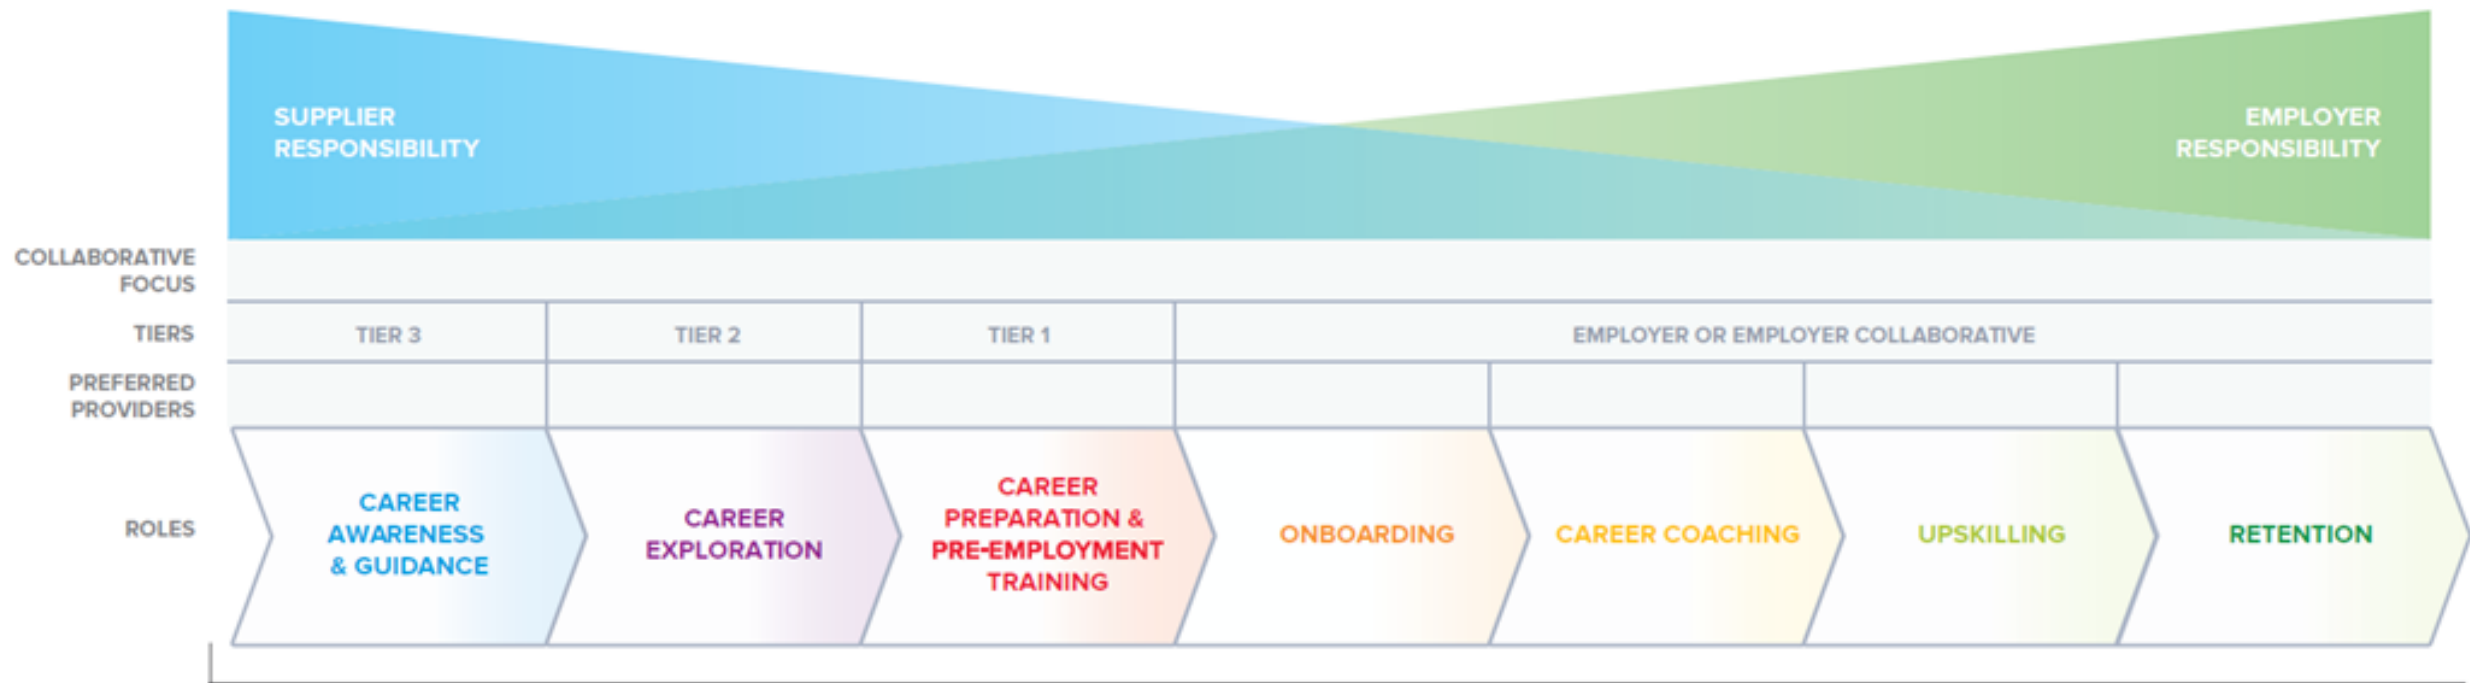 SUPPLIER
RESPONSIBILITY
EMPLOYER
RESPONSIBILITY
COLLABORATIVE
FOCUS
TIERS
TIER 3
TIER 2
TIER 1
EMPLOYER OR EMPLOYER COLLABORATIVE
PREFERRED
PROVIDERS
ROLES
CAREER
AWARENESS
& GUIDANCE
CAREER
EXPLORATION
CAREER
PREPARATION &
PRE-EMPLOYMENT
TRAINING
ONBOARDING
CAREER COACHING
UPSKILLING
RETENTION